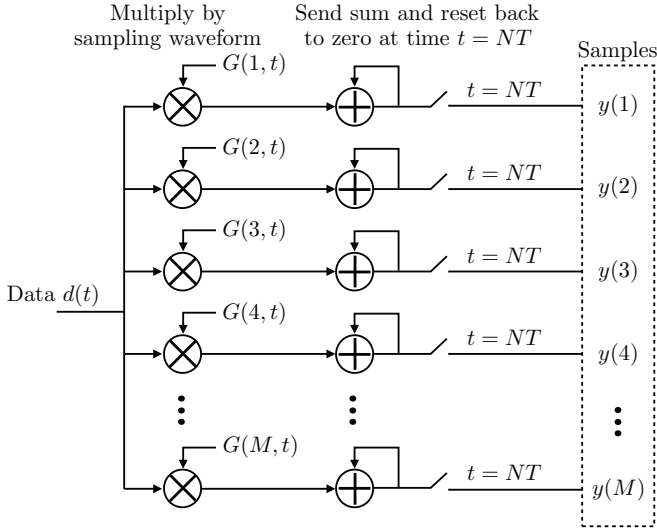 Multiply by
sampling waveform
Send sum and reset back
to zero at time t = NT
Samples
G(1, t)
t = NT
y(1)
G(2, t)
t = NT
y(2)
G(3, t)
t = NT
y(3)
Data d(t)
G(4, t)
t = NT
y(4)
G(M, t)
t = NT
y(M)